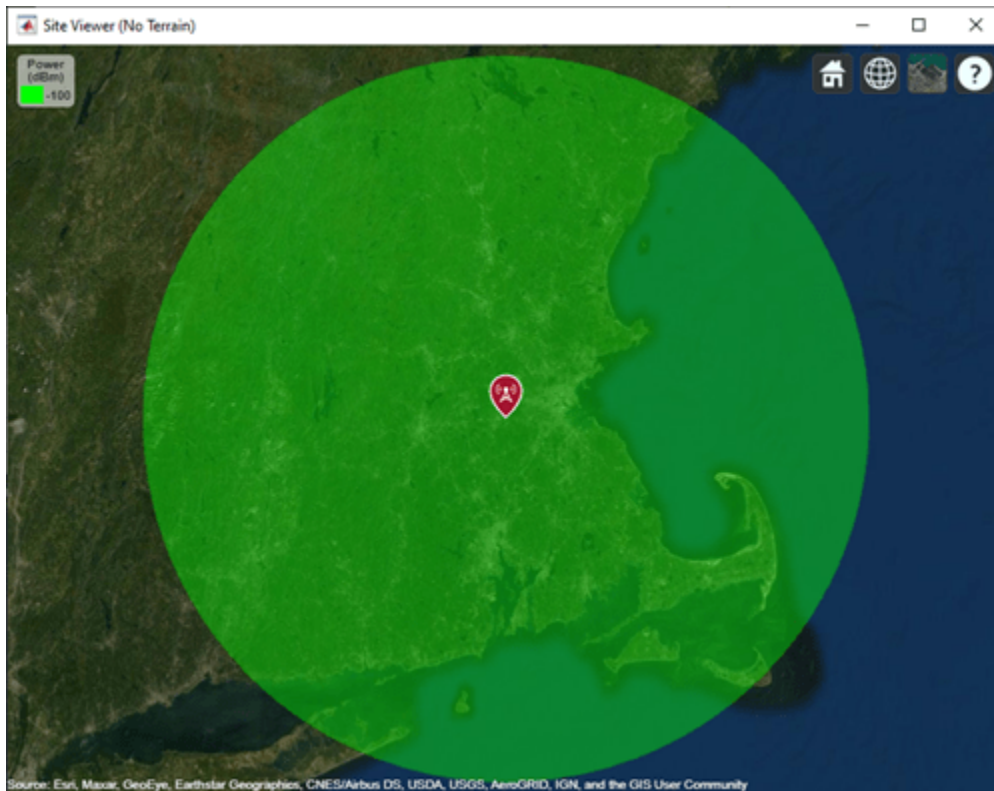 Site Viewer (No Terrain)
Power
(dBm)
-100
?
Source: Esri, Maxar, GeoEye, Earthstar Geographics, CNES/Airbus DS, USDA, USGS, AeroGRID, IGN, and the GIS User Community